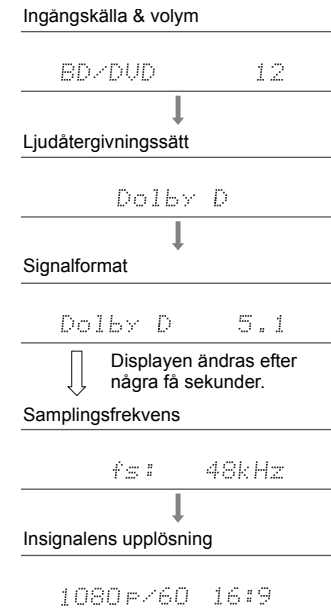 Ingångskälla & volym
BD/DVD 12
Ljudåtergivningssätt
Dolby D
Signalformat
Dolby D 5.1
Displayen ändras efter
några få sekunder.
Samplingsfrekvens
fs: 48kHz
Insignalens upplösning
1080p/60 16:9